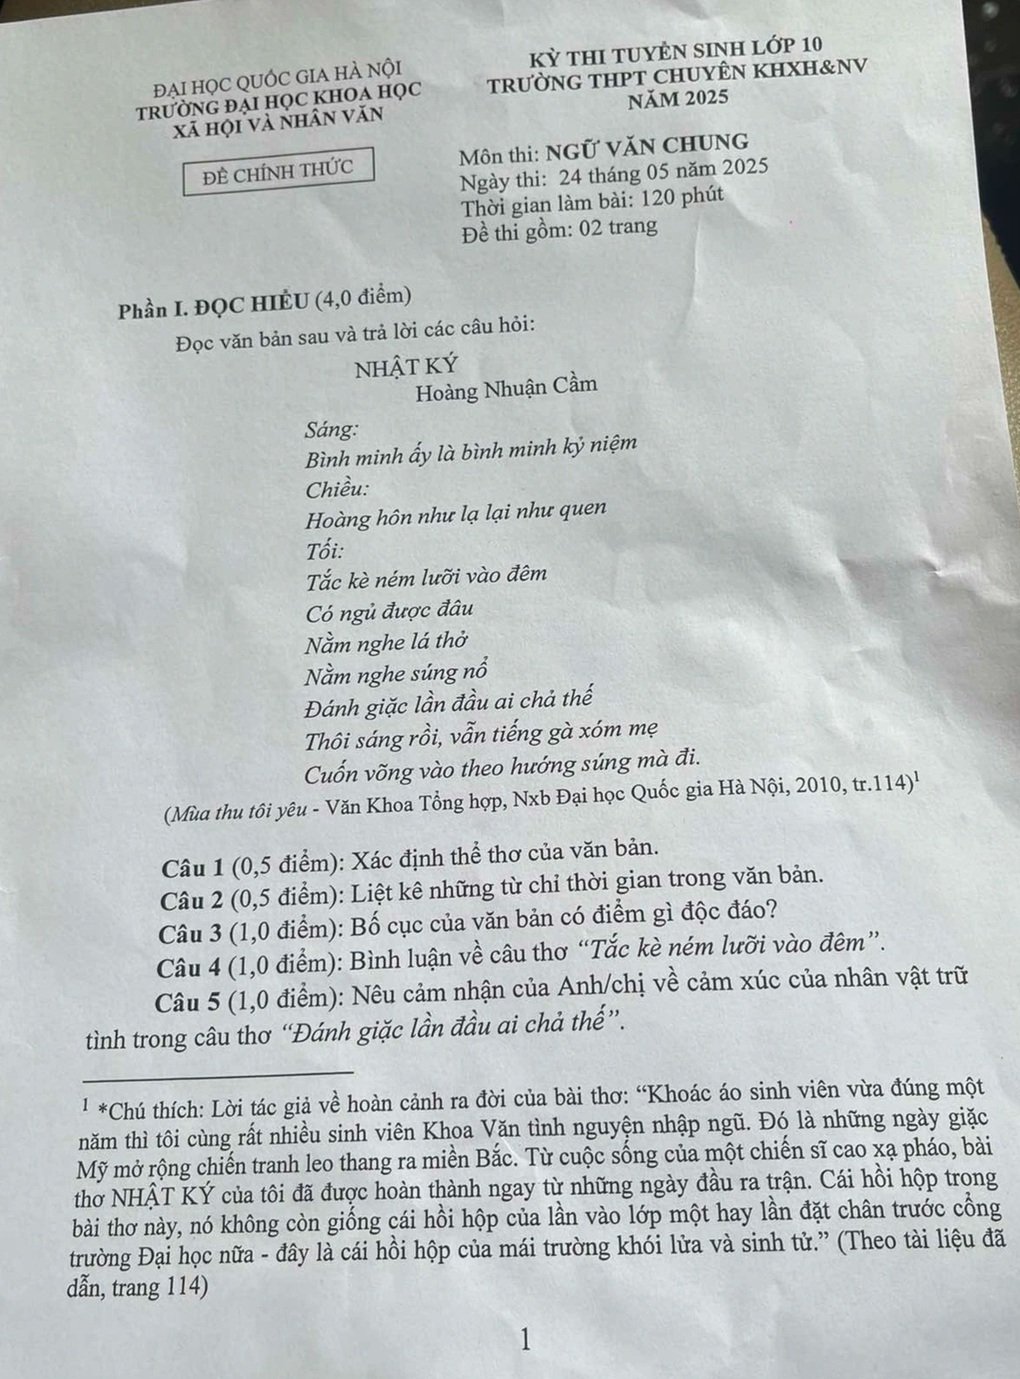 ĐẠI HỌC QUỐC GIA HÀ NỘI
TRƯỜNG ĐẠI HỌC KHOA HỌC
XÃ HỘI VÀ NHÂN VĂN
ĐỀ CHÍNH THỨC
KỲ THI TUYỂN SINH LỚP 10
TRƯỜNG THPT CHUYÊN KHXH&NV
NĂM 2025
Môn thi: NGỮ VĂN CHUNG
Ngày thi: 24 tháng 05 năm 2025
Thời gian làm bài: 120 phút
Đề thi gồm: 02 trang
Phần I. ĐỌC HIỂU (4,0 điểm)
Đọc văn bản sau và trả lời các câu hỏi:
NHẬT KÝ
Hoàng Nhuận Cầm
Sáng:
Bình minh ấy là bình minh kỷ niệm
Chiều:
Hoàng hôn như lạ lại như quen
Tối:
Tắc kè ném lưỡi vào đêm
Có ngủ được đâu
Nằm nghe lá thở
Nằm nghe súng nổ
Đánh giặc lần đầu ai chả thế
Thôi sáng rồi, vẫn tiếng gà xóm mẹ
Cuốn võng vào theo hướng súng mà đi.
(Mùa thu tôi yêu - Văn Khoa Tổng hợp, Nxb Đại học Quốc gia Hà Nội, 2010, tr.114)¹
Câu 1 (0,5 điểm): Xác định thể thơ của văn bản.
Câu 2 (0,5 điểm): Liệt kê những từ chỉ thời gian trong văn bản.
Câu 3 (1,0 điểm): Bố cục của văn bản có điểm gì độc đáo?
Câu 4 (1,0 điểm): Bình luận về câu thơ “Tắc kè ném lưỡi vào đêm”.
Câu 5 (1,0 điểm): Nêu cảm nhận của Anh/chị về cảm xúc của nhân vật trữ
tình trong câu thơ “Đánh giặc lần đầu ai chả thế”.
¹ *Chú thích: Lời tác giả về hoàn cảnh ra đời của bài thơ: “Khoác áo sinh viên vừa đúng một
năm thì tôi cùng rất nhiều sinh viên Khoa Văn tình nguyện nhập ngũ. Đó là những ngày giặc
Mỹ mở rộng chiến tranh leo thang ra miền Bắc. Từ cuộc sống của một chiến sĩ cao xạ pháo, bài
thơ NHẬT KÝ của tôi đã được hoàn thành ngay từ những ngày đầu ra trận. Cái hồi hộp trong
bài thơ này, nó không còn giống cái hồi hộp của lần vào lớp một hay lần đặt chân trước cổng
trường Đại học nữa - đây là cái hồi hộp của mái trường khói lửa và sinh tử.” (Theo tài liệu đã
dẫn, trang 114)
1